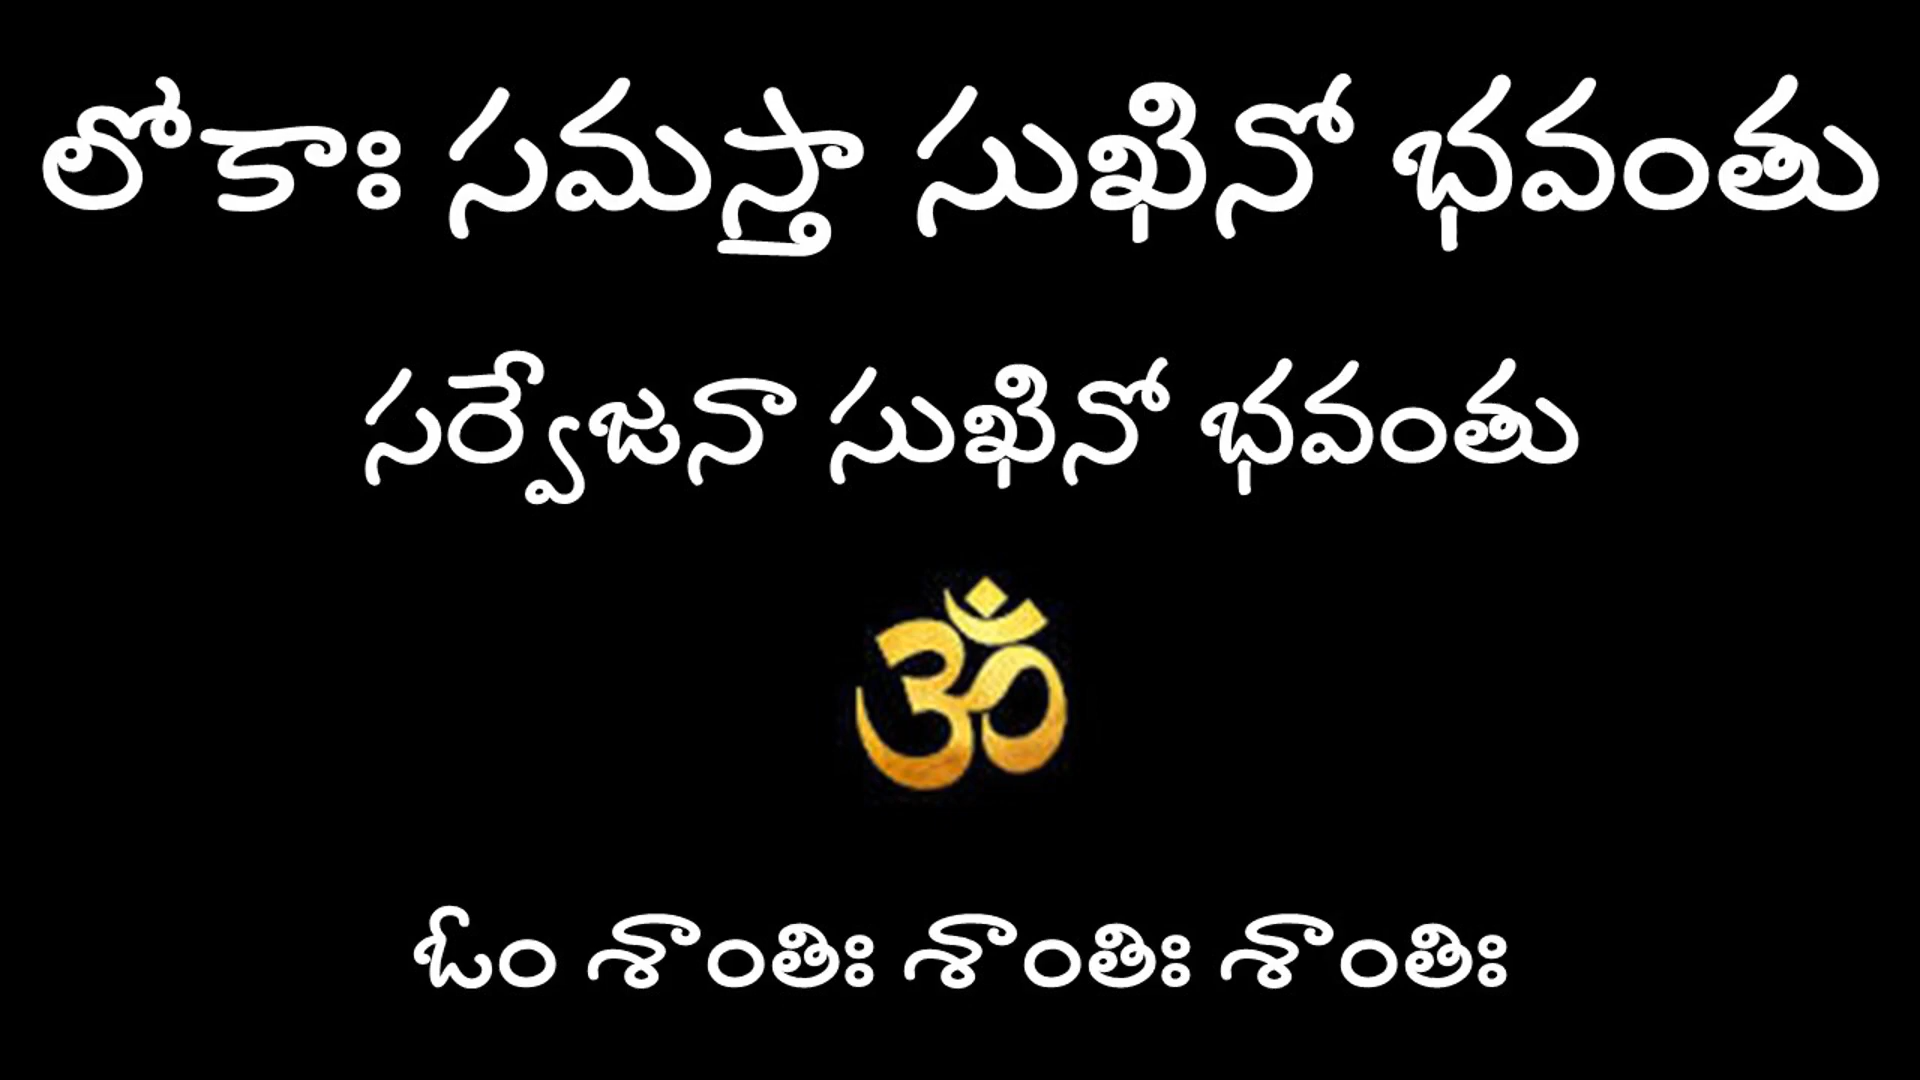 లోకాః సమస్తా సుఖినో భవంతు
సర్వేజనా సుఖినో భవంతు
ॐ
ఓం శాంతిః శాంతిః శాంతిః